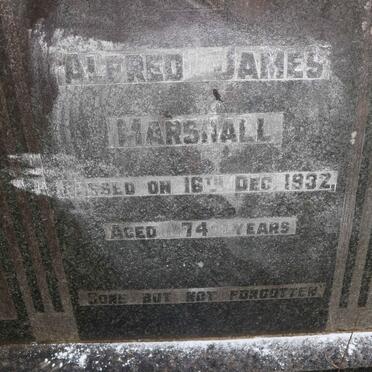 ALFRED JAMES
MARSHALL
PASSED ON 16TH DEC 1932,
AGED 74 YEARS
GONE BUT NOT FORGOTTEN